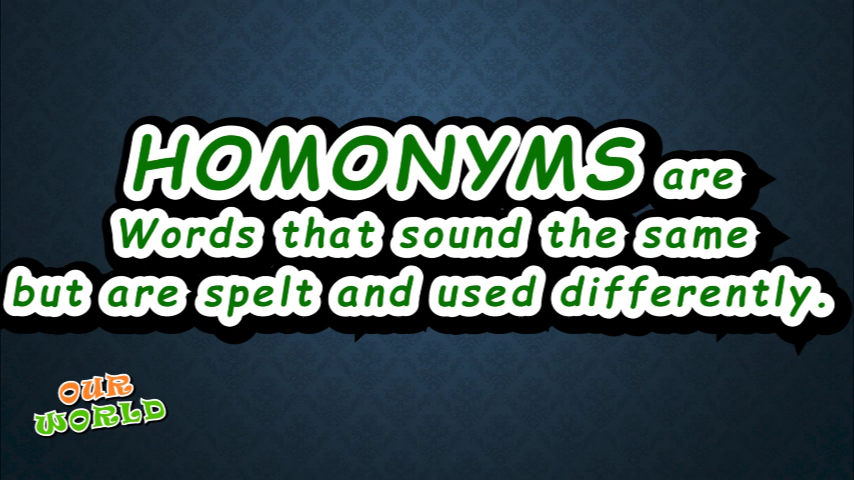 HOMONYMS are
Words that sound the same
but are spelt and used differently.
OUR
WORLD